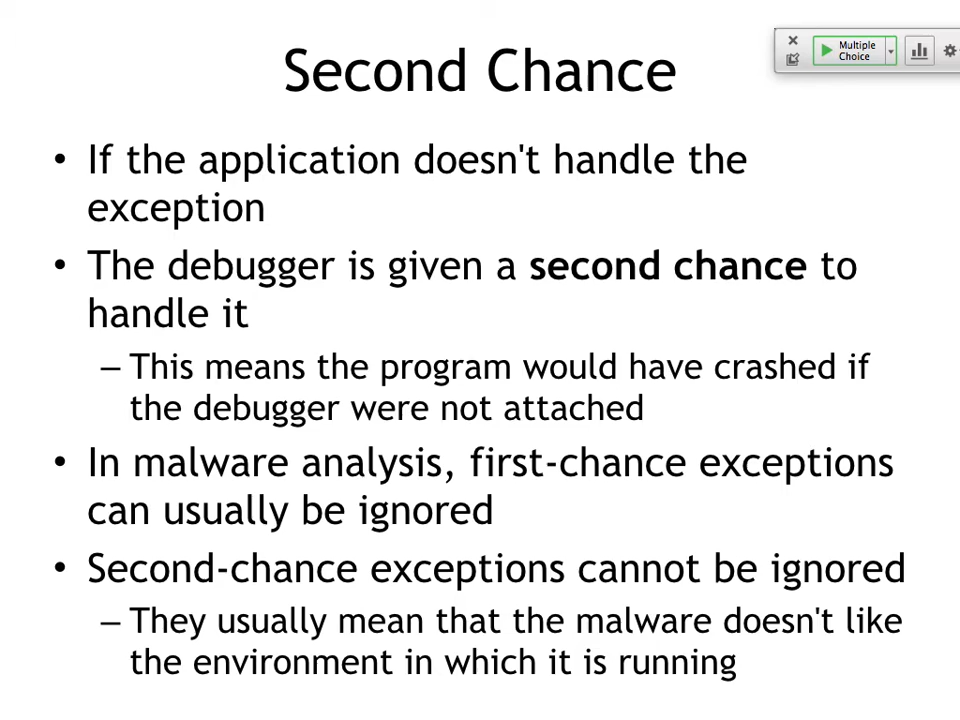 Second Chance
Multiple
Choice
• If the application doesn't handle the
exception
• The debugger is given a second chance to
handle it
– This means the program would have crashed if
the debugger were not attached
• In malware analysis, first-chance exceptions
can usually be ignored
• Second-chance exceptions cannot be ignored
– They usually mean that the malware doesn't like
the environment in which it is running